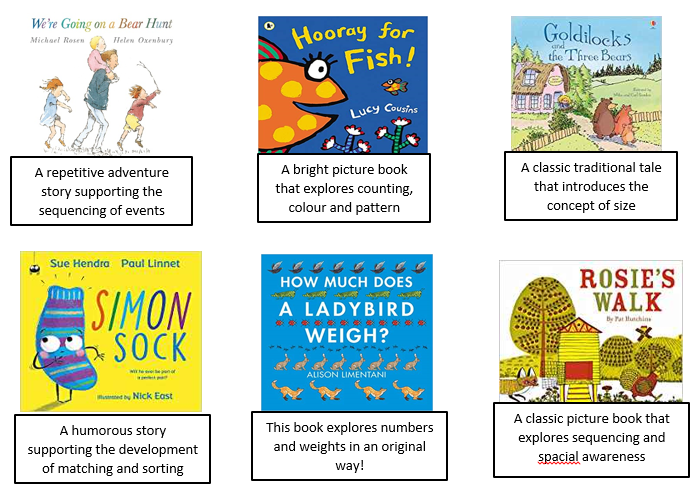 We're Going on a Bear Hunt
Michael Rosen Helen Oxenbury
A repetitive adventure
story supporting the
sequencing of events
Hooray for
Fish!
Lucy Cousins
A bright picture book
that explores counting,
colour and pattern
Goldilocks
and
the Three Bears
A classic traditional tale
that introduces the
concept of size
Sue Hendra Paul Linnet
SIMON
SOCK
Will he ever be part of
a perfect pair?
Illustrated by Nick East
A humorous story
supporting the development
of matching and sorting
HOW MUCH DOES
A LADYBIRD
WEIGH?
ALISON LIMENTANI
This book explores numbers
and weights in an original
way!
ROSIE'S
WALK
By Pat Hutchins
A classic picture book that
explores sequencing and
spacial awareness